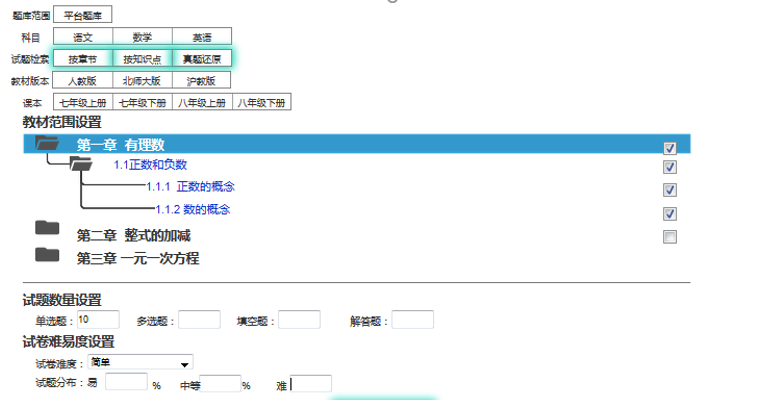 题库范围 平台题库
科目 语文 数学 英语
试题检索 按章节 按知识点 真题还原
教材版本 人教版 北师大版 沪教版
课本 七年级上册 七年级下册 八年级上册 八年级下册
教材范围设置
第一章 有理数
1.1正数和负数
1.1.1 正数的概念
1.1.2 数的概念
第二章 整式的加减
第三章 一元一次方程
试题数量设置
单选题： 10 多选题： 填空题： 解答题：
试卷难易度设置
试卷难度： 简单
试题分布： 易 % 中等 % 难